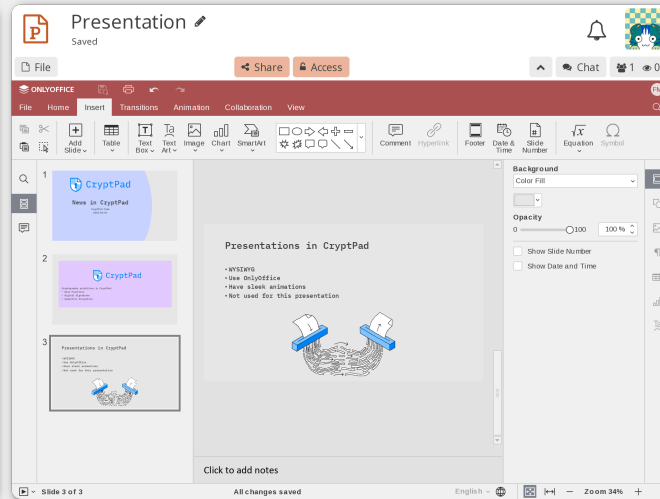 Presentation
Saved
File
Share
Access
Chat
1
0
ONLYOFFICE
File Home Insert Transitions Animation Collaboration View
Add Slide
Table
Text Box
Text Art
Image
Chart
SmartArt
Comment
Hyperlink
Footer
Date & Time
Slide Number
Equation
Symbol
1
CryptPad
News in CryptPad
2
CryptPad
3
Presentations in CryptPad
Presentations in CryptPad
•WYSIWYG
•Use OnlyOffice
•Have sleek animations
•Not used for this presentation
Click to add notes
Background
Color Fill
Opacity
0 100 100 %
Show Slide Number
Show Date and Time
Slide 3 of 3
All changes saved
English
Zoom 34%